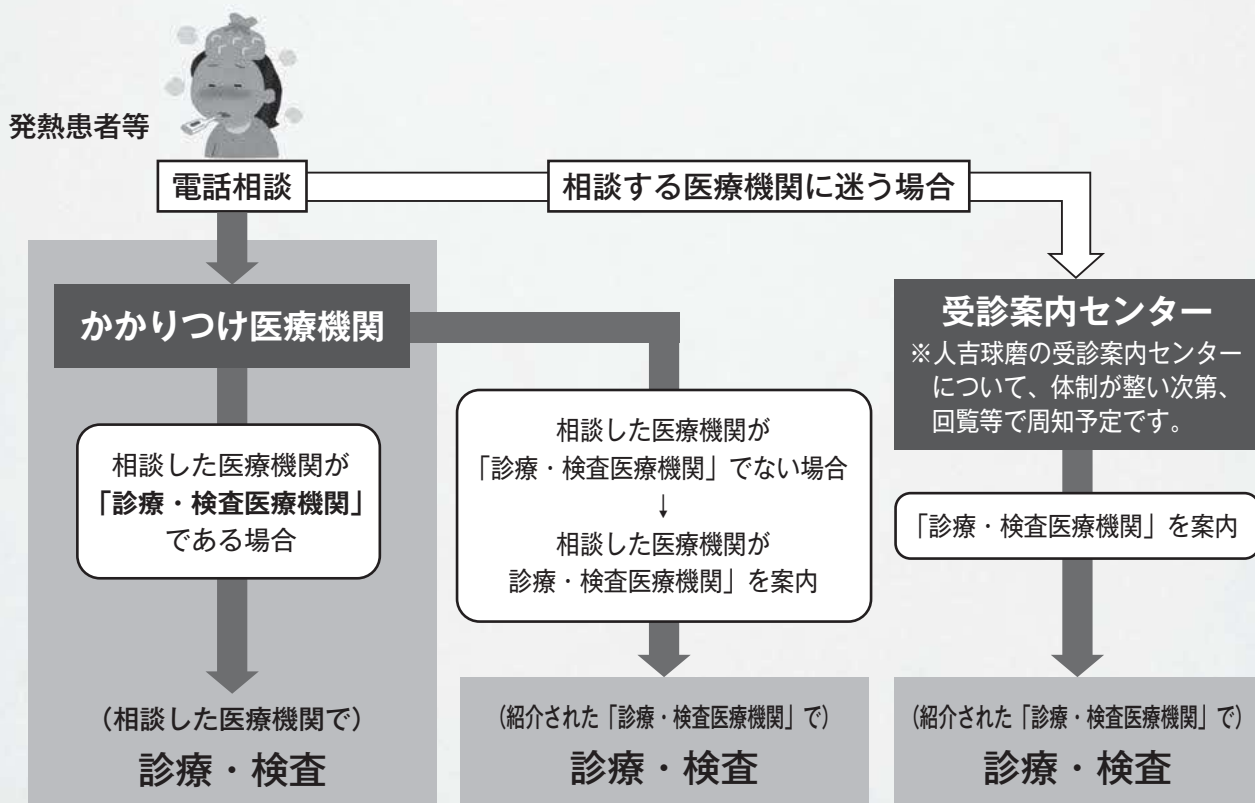 発熱患者等
電話相談
相談する医療機関に迷う場合
かかりつけ医療機関
受診案内センター
※人吉球磨の受診案内センター
について、体制が整い次第、
回覧等で周知予定です。
相談した医療機関が
「診療・検査医療機関」
である場合
相談した医療機関が
「診療・検査医療機関」でない場合
↓
相談した医療機関が
診療・検査医療機関」を案内
「診療・検査医療機関」を案内
（相談した医療機関で）
診療・検査
（紹介された「診療・検査医療機関」で）
診療・検査
（紹介された「診療・検査医療機関」で）
診療・検査